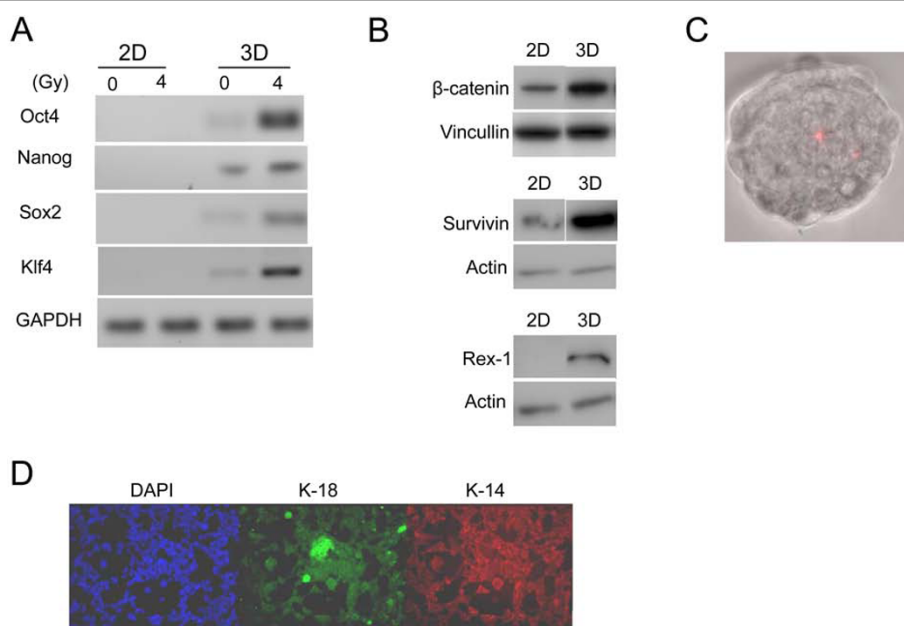 A
2D 3D
(Gy) 0 4 0 4
Oct4
Nanog
Sox2
Klf4
GAPDH
B
2D 3D
β-catenin
Vincullin
2D 3D
Survivin
Actin
2D 3D
Rex-1
Actin
C
D
DAPI K-18 K-14